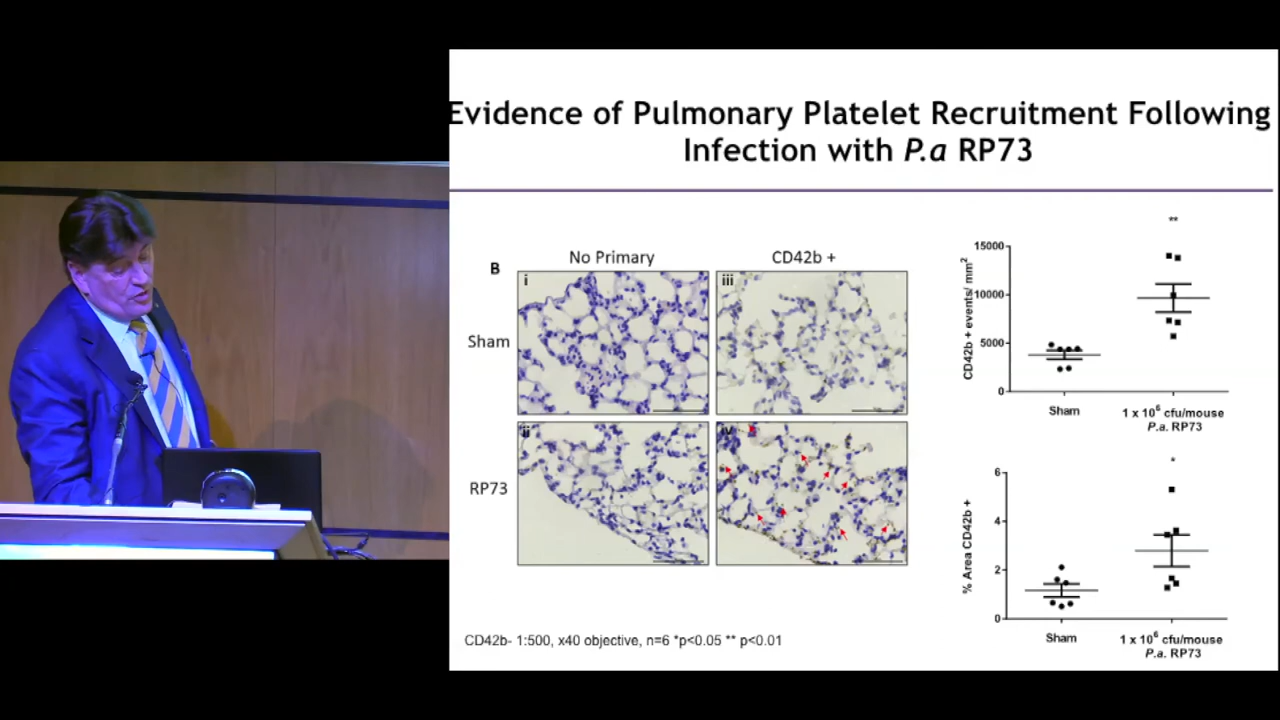 Evidence of Pulmonary Platelet Recruitment Following
Infection with P.a RP73
B
No Primary
CD42b +
Sham
RP73
i
iii
ii
iv
**
CD42b + events/ mm²
15000
10000
5000
0
Sham
1 x 10⁶ cfu/mouse
P.a. RP73
*
% Area CD42b +
6
4
2
0
Sham
1 x 10⁶ cfu/mouse
P.a. RP73
CD42b- 1:500, x40 objective, n=6 *p<0.05 ** p<0.01